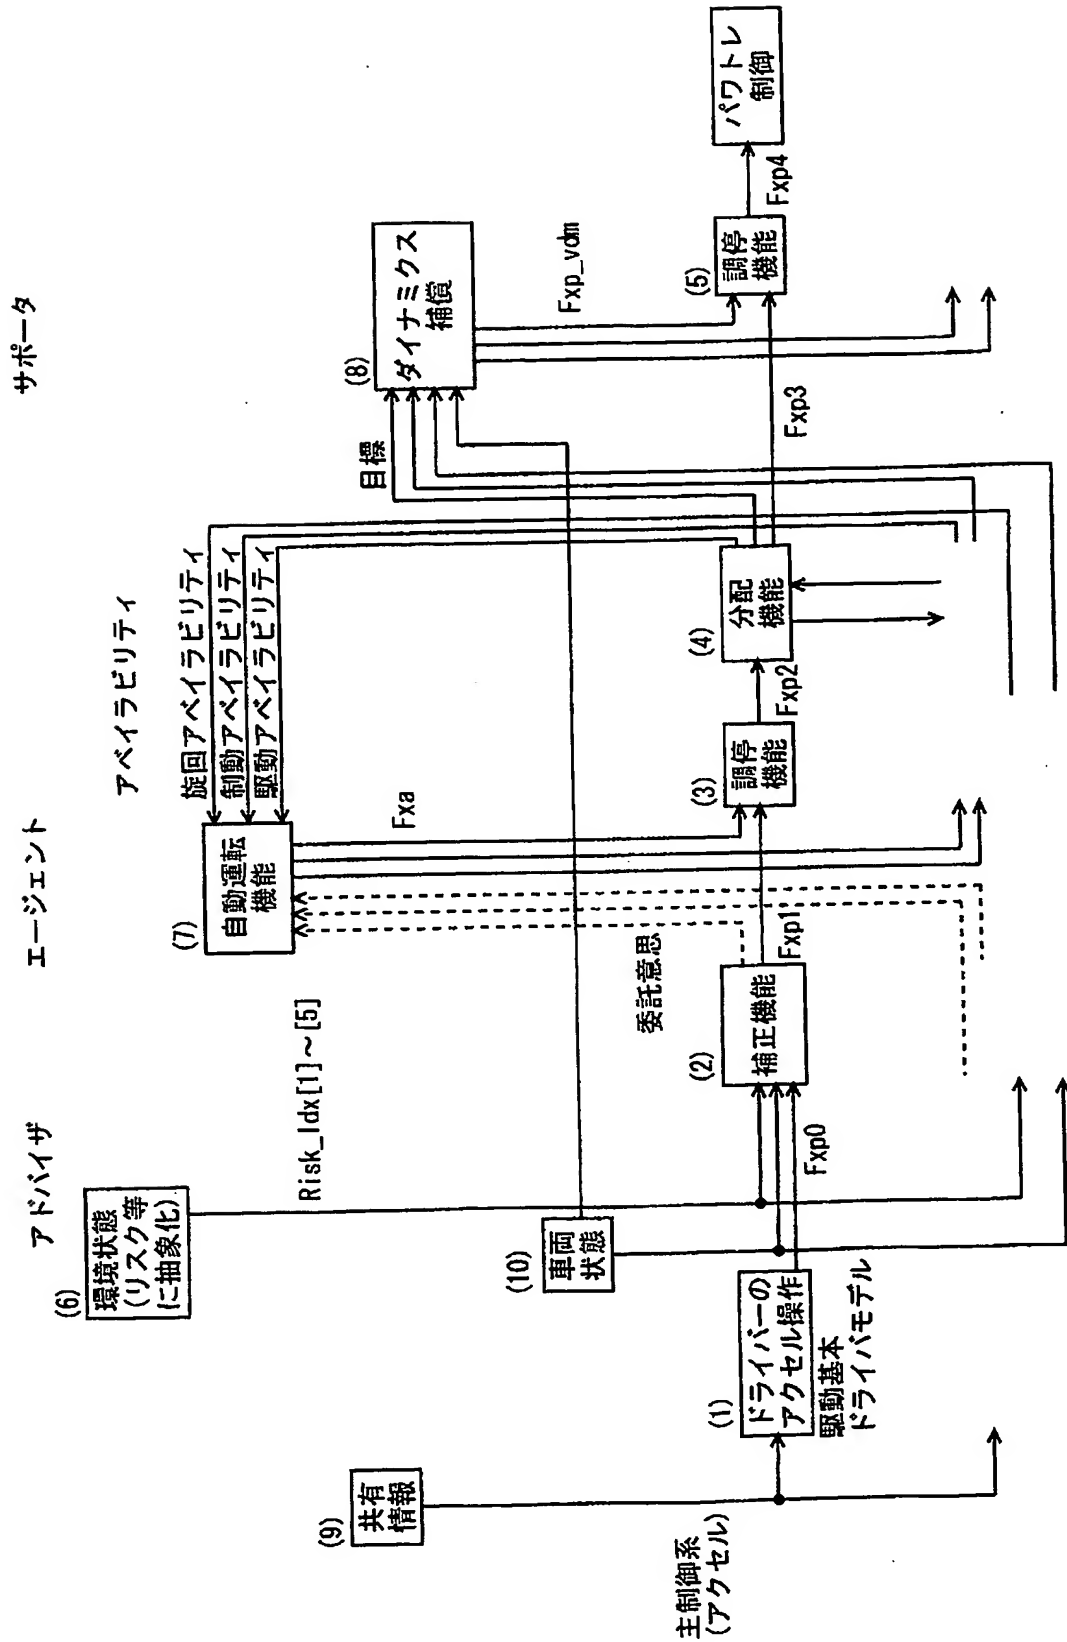 アドバイザ
エージェント
アベイラビリティ
サポータ
(6)
環境状態
(リスク等
に抽象化)
Risk_Idx[1]~[5]
(7)
自動運転
機能
旋回アベイラビリティ
制動アベイラビリティ
駆動アベイラビリティ
Fxa
(8)
ダイナミクス
補償
目標
Fxp_vdm
(9)
共有
情報
(10)
車両
状態
委託意思
主制御系
(アクセル)
(1)
ドライバーの
アクセル操作
駆動基本
ドライバモデル
Fxp0
(2)
補正機能
Fxp1
(3)
調停
機能
Fxp2
(4)
分配
機能
Fxp3
(5)
調停
機能
Fxp4
パワトレ
制御